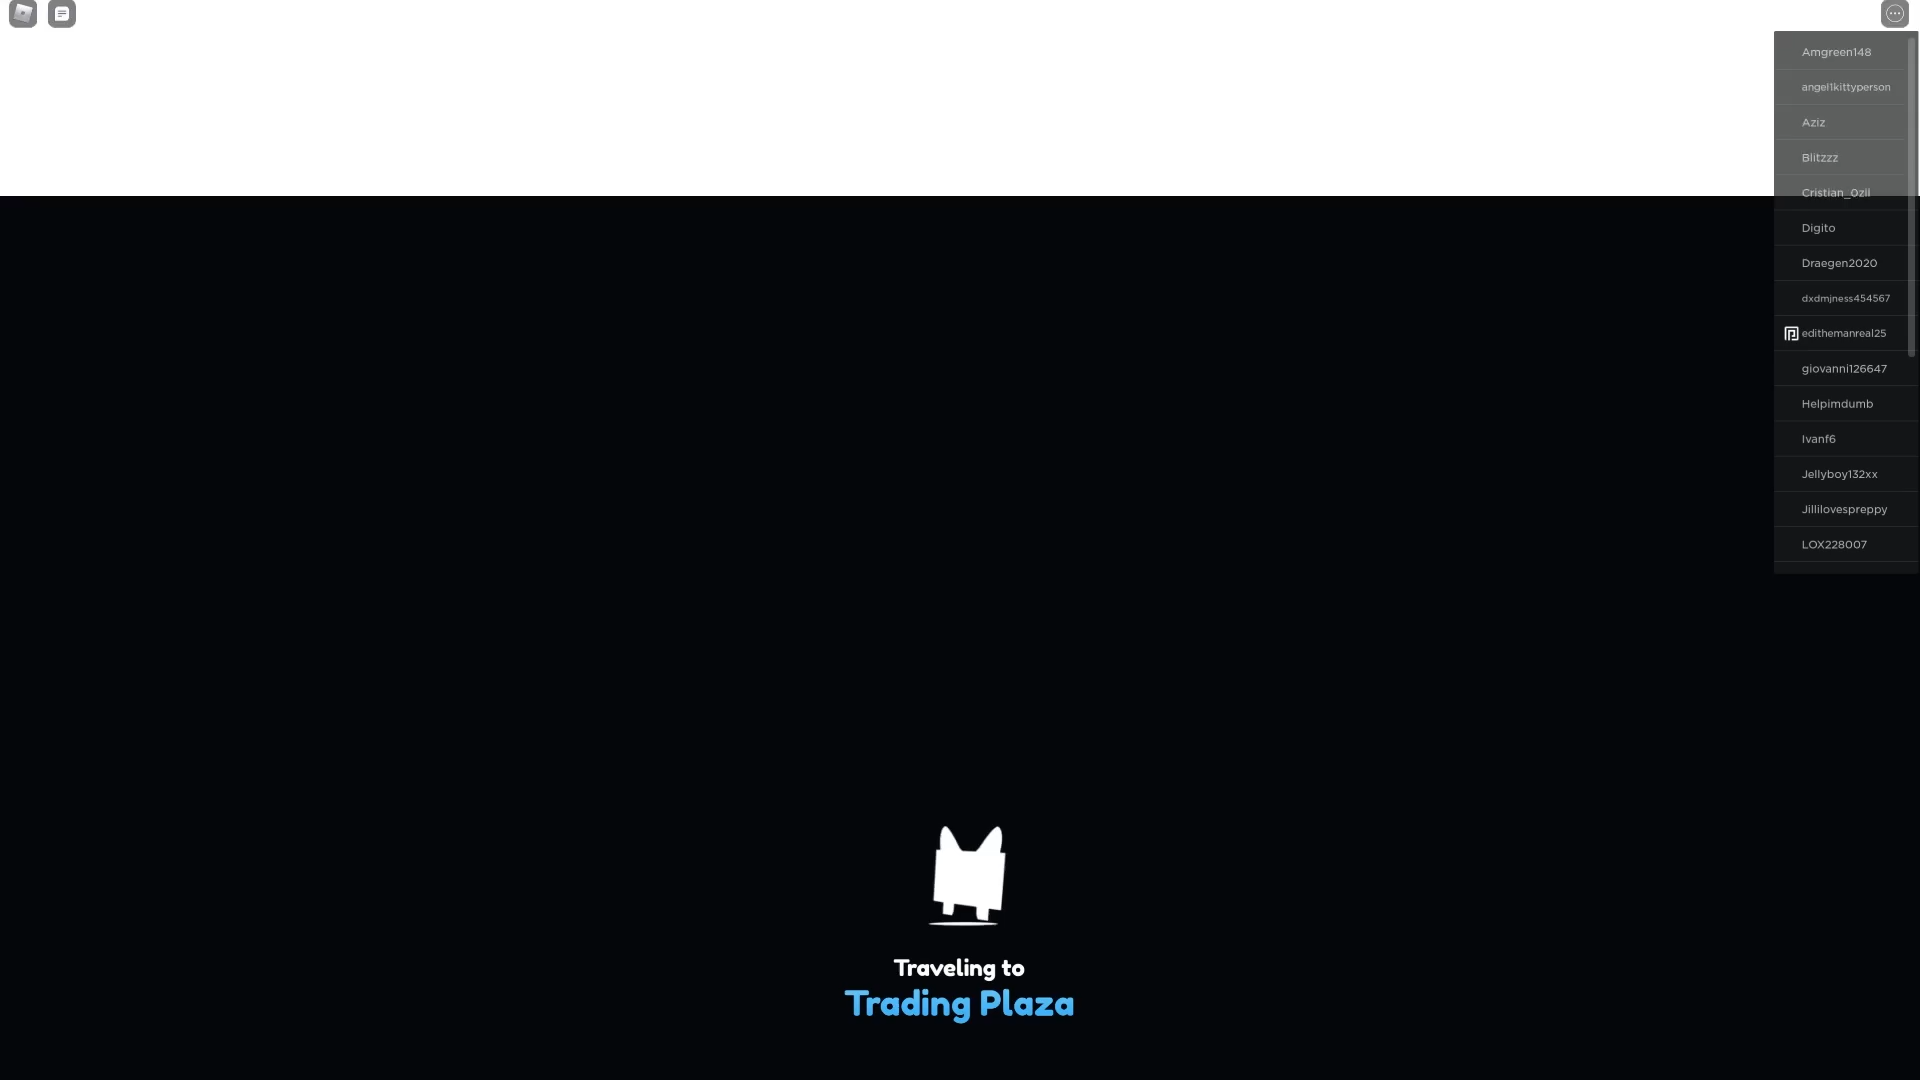 Amgreen148
angel1kittyperson
Aziz
Blitzzz
Cristian_0zil
Digito
Draegen2020
dxdmjness454567
edithemanreal25
giovanni126647
Helpimdumb
Ivanf6
Jellyboy132xx
Jillilovespreppy
LOX228007
Traveling to
Trading Plaza